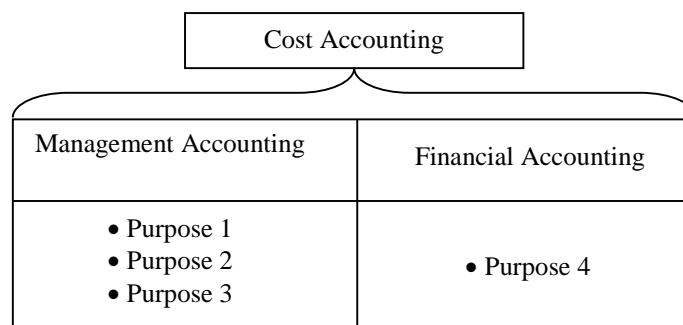 Cost Accounting
Management Accounting
Financial Accounting
• Purpose 1
• Purpose 2
• Purpose 3
• Purpose 4